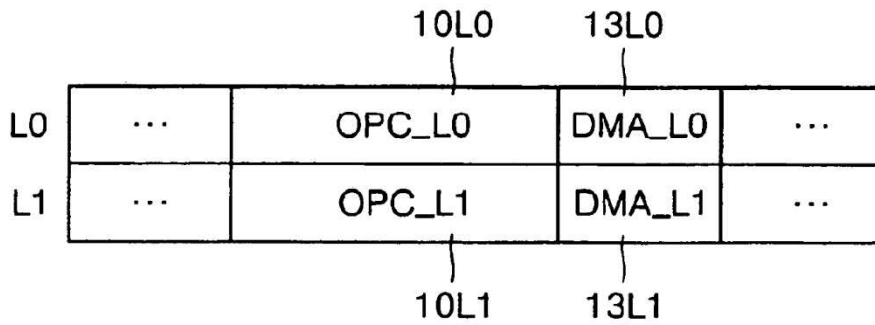 10L0 13L0
L0 ... OPC_L0 DMA_L0 ...
L1 ... OPC_L1 DMA_L1 ...
10L1 13L1